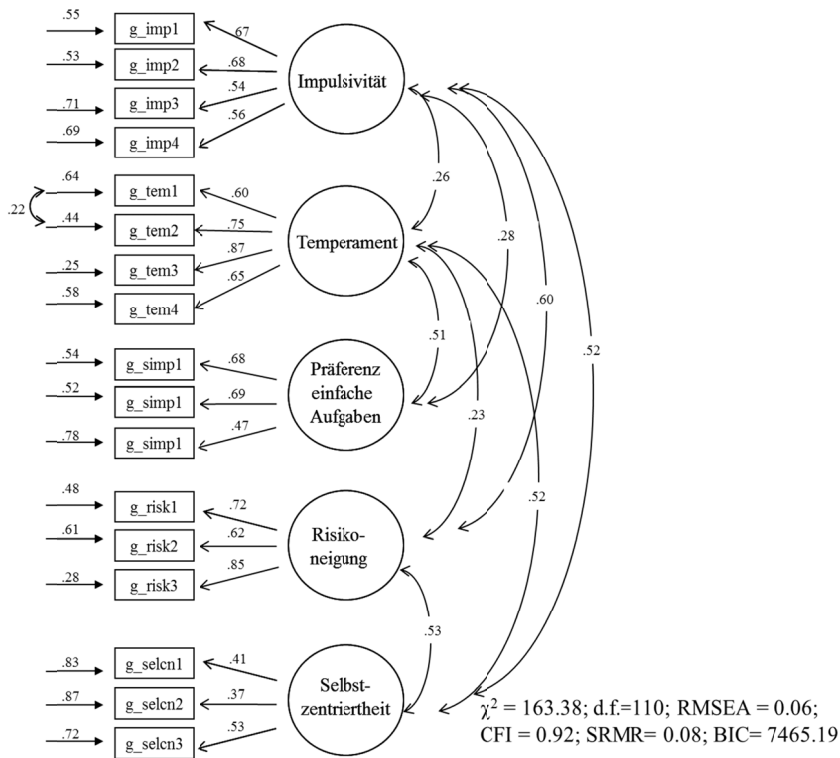 .55
g_imp1
.67
.53
g_imp2
.68
Impulsivität
.71
g_imp3
.54
.69
g_imp4
.56
.26
.64
g_tem1
.60
.22
.44
g_tem2
.75
Temperament
.28
.25
g_tem3
.87
.58
g_tem4
.65
.60
.51
.52
.54
g_simp1
.68
Präferenz
einfache
Aufgaben
.52
g_simp1
.69
.23
.78
g_simp1
.47
.52
.48
g_risk1
.72
Risiko-
neigung
.61
g_risk2
.62
.28
g_risk3
.85
.53
.83
g_selcn1
.41
Selbst-
zentriertheit
.87
g_selcn2
.37
.72
g_selcn3
.53
χ² = 163.38; d.f.=110; RMSEA = 0.06;
CFI = 0.92; SRMR= 0.08; BIC= 7465.19